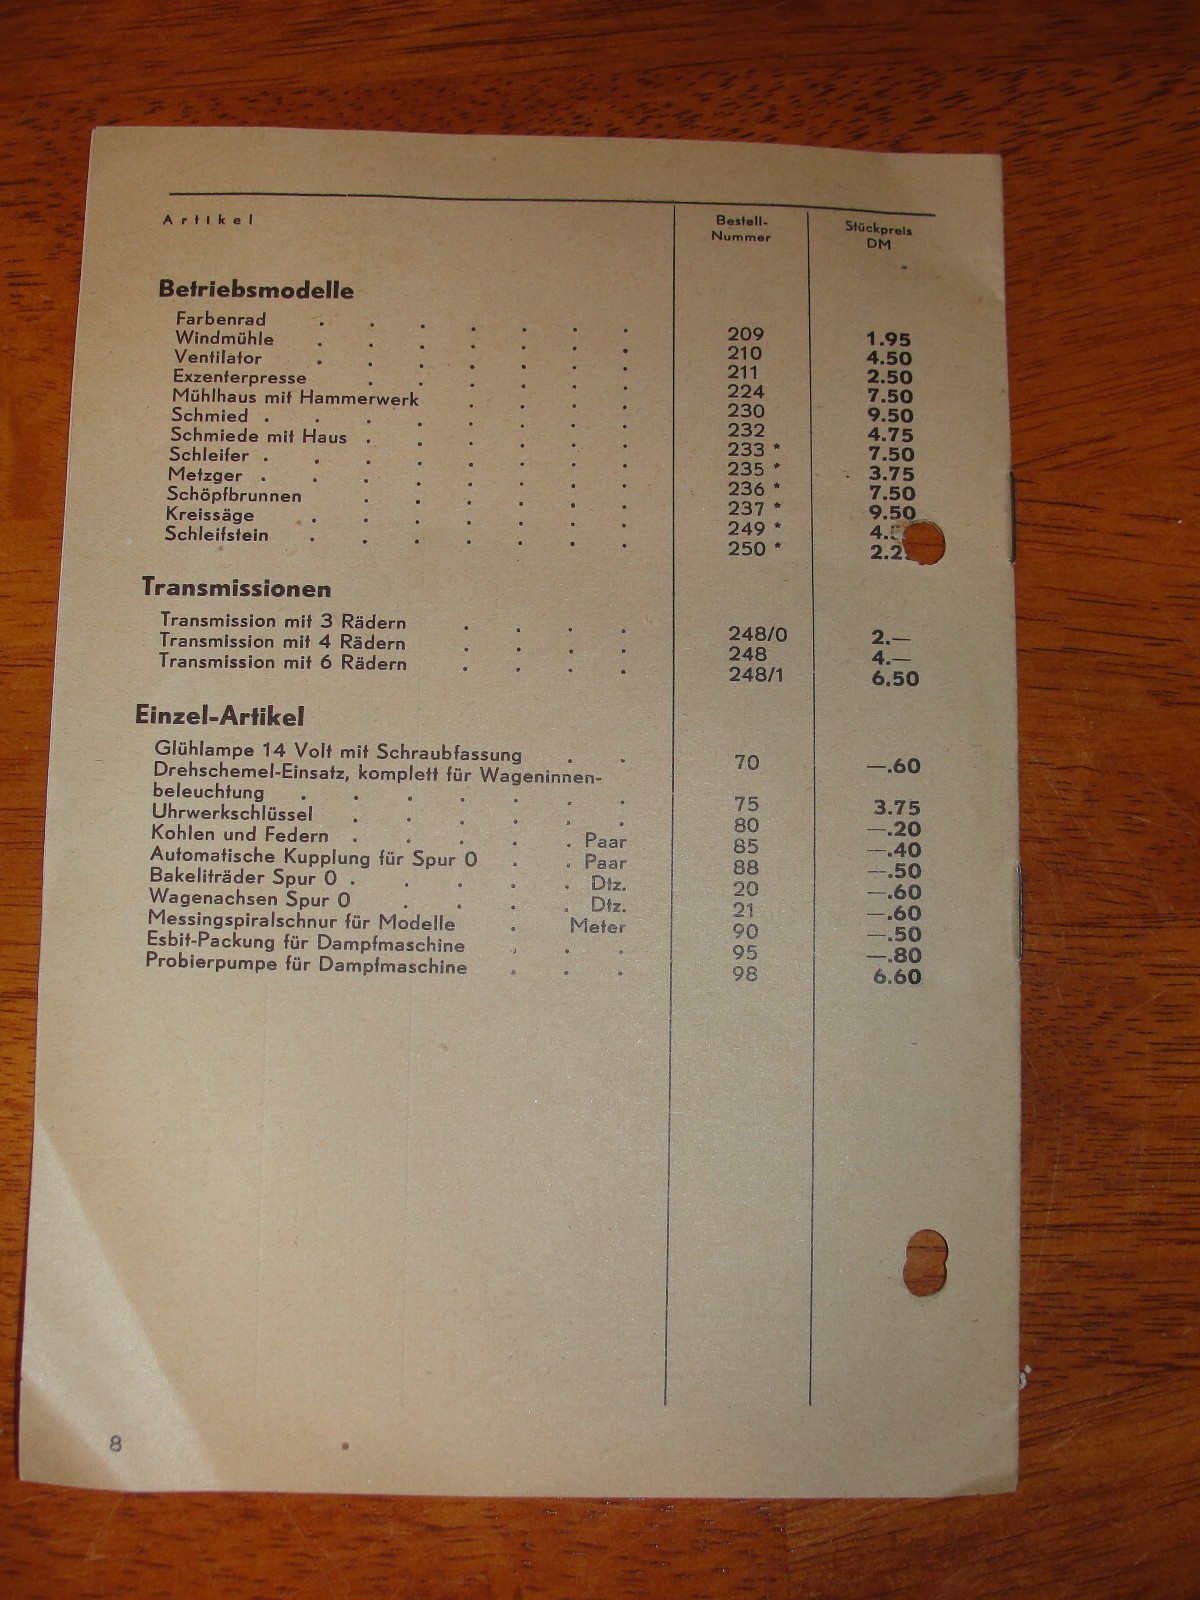 Artikel Bestell-Nummer Stückpreis DM
Betriebsmodelle
Farbenrad . . . . . . . 209 1.95
Windmühle . . . . . . . 210 4.50
Ventilator . . . . . . . 211 2.50
Exzenterpresse . . . . . . 224 7.50
Mühlhaus mit Hammerwerk . . . . 230 9.50
Schmied . . . . . . . . 232 4.75
Schmiede mit Haus . . . . . . 233 * 7.50
Schleifer . . . . . . . . 235 * 3.75
Metzger . . . . . . . . 236 * 7.50
Schöpfbrunnen . . . . . . 237 * 9.50
Kreissäge . . . . . . . 249 * 4.
Schleifstein . . . . . . . 250 * 2.2
Transmissionen
Transmission mit 3 Rädern . . . . 248/0 2.—
Transmission mit 4 Rädern . . . . 248 4.—
Transmission mit 6 Rädern . . . . 248/1 6.50
Einzel-Artikel
Glühlampe 14 Volt mit Schraubfassung . . 70 —.60
Drehschemel-Einsatz, komplett für Wageninnen-
beleuchtung . . . . . . . 75 3.75
Uhrwerkschlüssel . . . . . . 80 —.20
Kohlen und Federn . . . . . Paar 85 —.40
Automatische Kupplung für Spur 0 . . Paar 88 —.50
Bakeliträder Spur 0 . . . . . Dtz. 20 —.60
Wagenachsen Spur 0 . . . . Dtz. 21 —.60
Messingspiralschnur für Modelle . Meter 90 —.50
Esbit-Packung für Dampfmaschine . . . 95 —.80
Probierpumpe für Dampfmaschine . . . 98 6.60
8